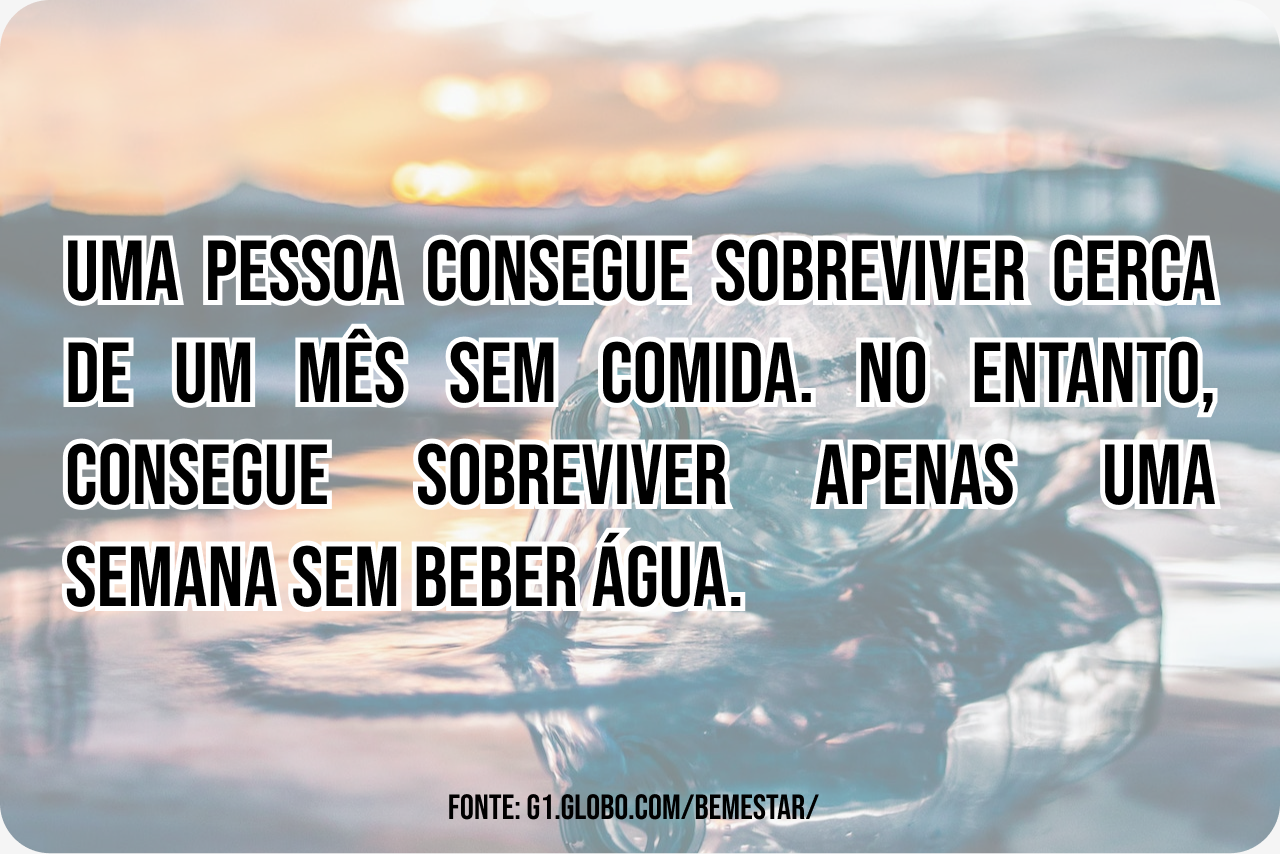 UMA PESSOA CONSEGUE SOBREVIVER CERCA
DE UM MÊS SEM COMIDA. NO ENTANTO,
CONSEGUE SOBREVIVER APENAS UMA
SEMANA SEM BEBER ÁGUA.
FONTE: G1.GLOBO.COM/BEMESTAR/